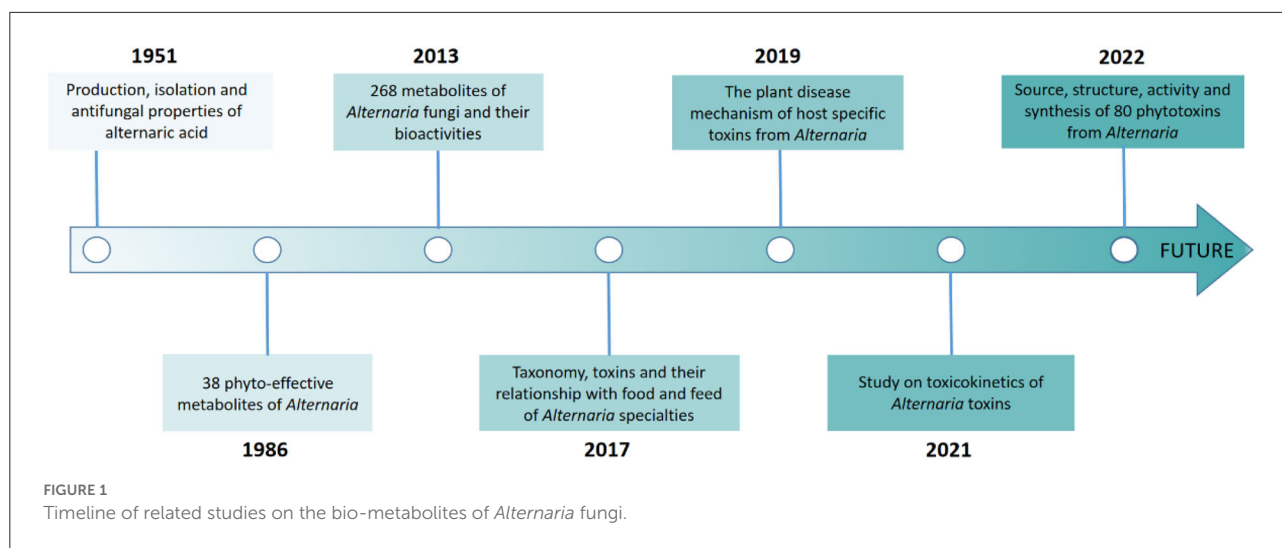 1951
Production, isolation and
antifungal properties of
alternaric acid
2013
268 metabolites of
Alternaria fungi and their
bioactivities
2019
The plant disease
mechanism of host specific
toxins from Alternaria
2022
Source, structure, activity and
synthesis of 80 phytotoxins
from Alternaria
FUTURE
38 phyto-effective
metabolites of Alternaria
1986
Taxonomy, toxins and their
relationship with food and feed
of Alternaria specialties
2017
Study on toxicokinetics of
Alternaria toxins
2021
FIGURE 1
Timeline of related studies on the bio-metabolites of Alternaria fungi.